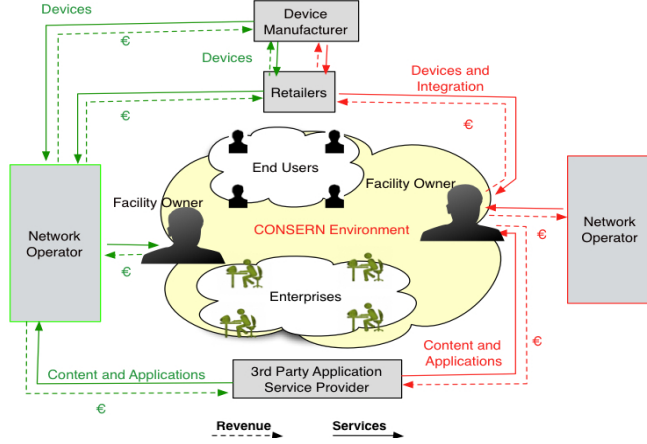 Devices
Device
Manufacturer
€
Devices
Retailers
€
Devices and
Integration
€
End Users
Facility Owner
Facility Owner
CONSERN Environment
Network
Operator
€
Network
Operator
€
Enterprises
Content and
Applications
€
Content and Applications
3rd Party Application
Service Provider
€
Revenue
Services